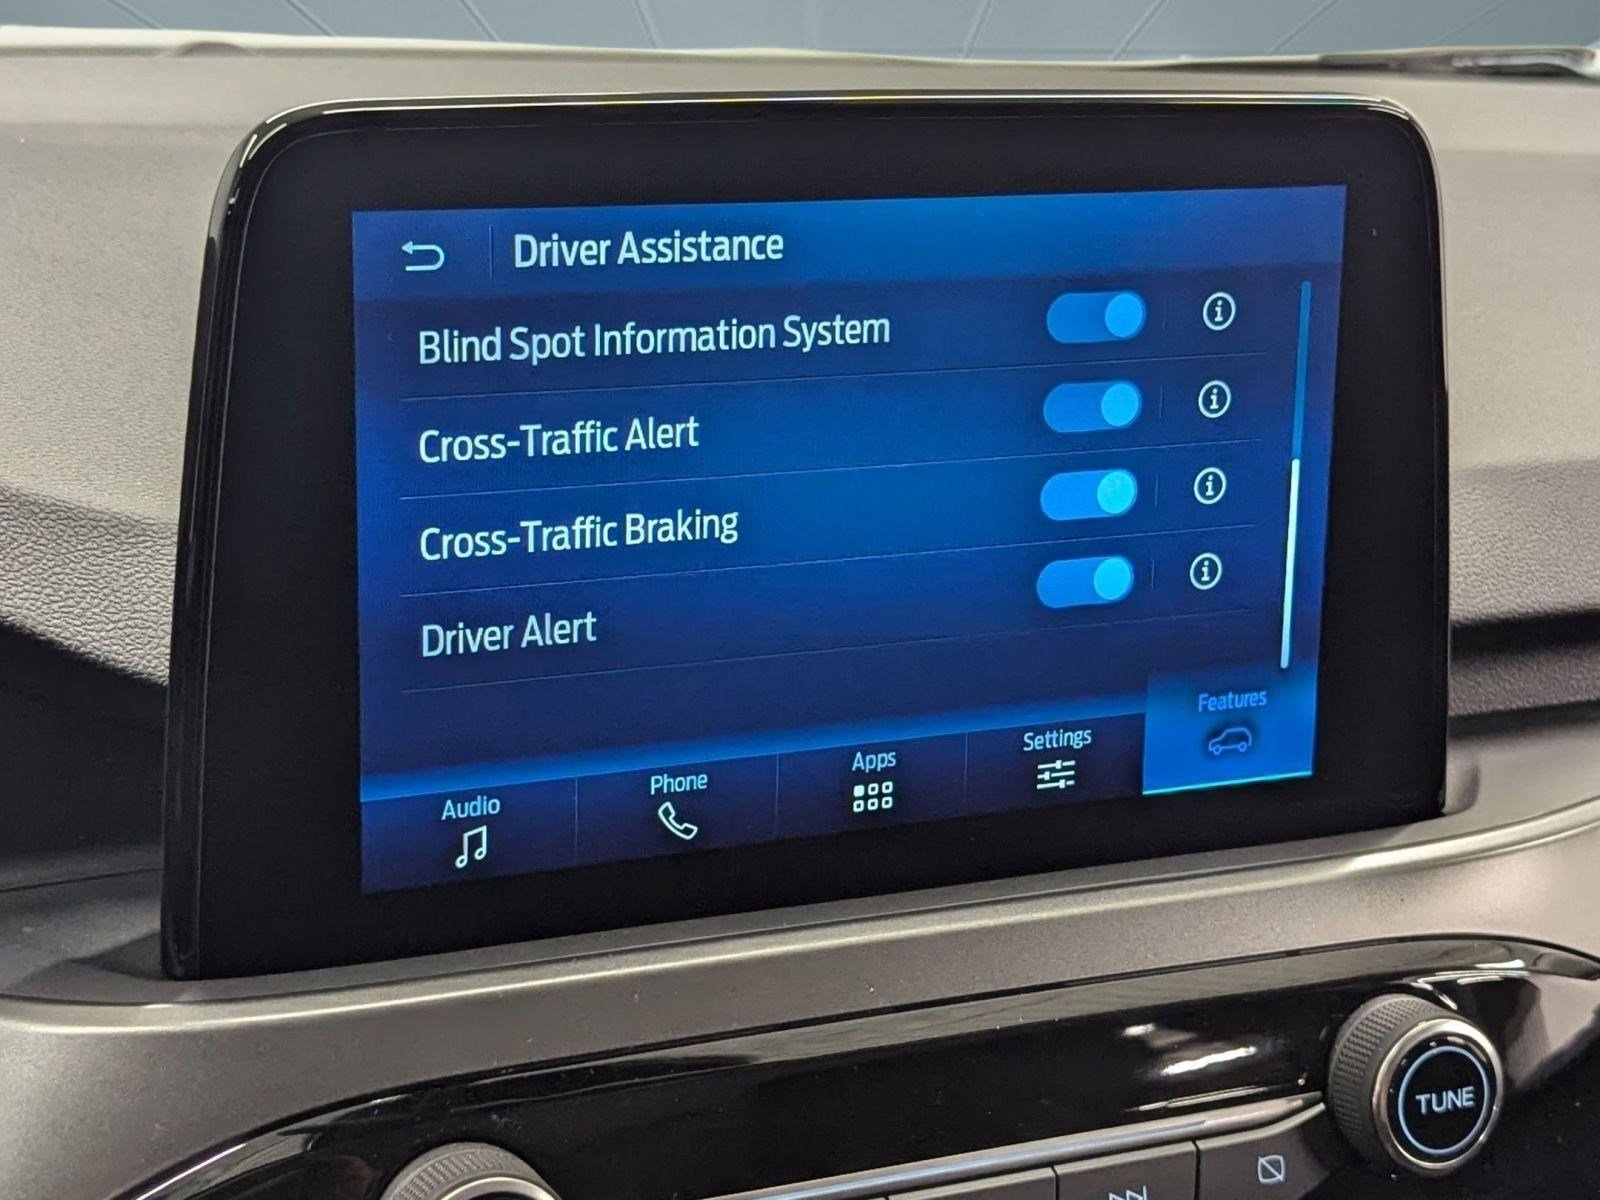 Driver Assistance
Blind Spot Information System
Cross-Traffic Alert
Cross-Traffic Braking
Driver Alert
Audio
Phone
Apps
Settings
Features
TUNE